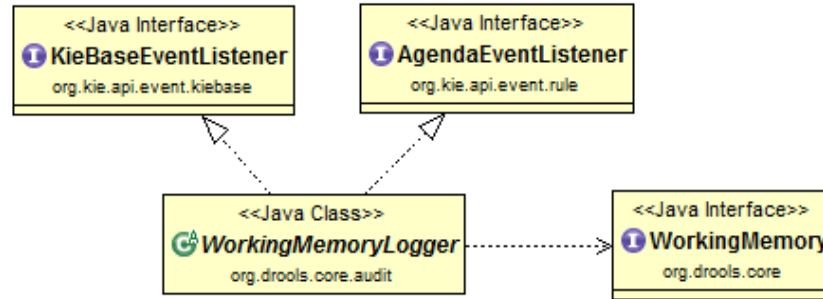 <<Java Interface>>
KieBaseEventListener
org.kie.api.event.kiebase
<<Java Interface>>
AgendaEventListener
org.kie.api.event.rule
<<Java Class>>
WorkingMemoryLogger
org.drools.core.audit
<<Java Interface>>
WorkingMemory
org.drools.core